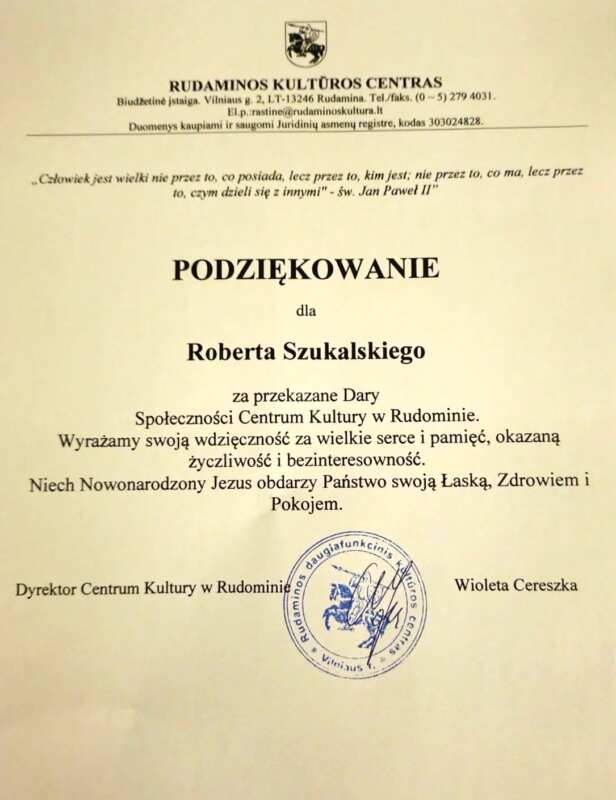 RUDAMINOS KULTŪROS CENTRAS
Biudžetinė įstaiga. Vilniaus g. 2, LT-13246 Rudamina. Tel./faks. (0 – 5) 279 4031.
El.p.:rastine@rudaminoskultura.lt
Duomenys kaupiami ir saugomi Juridinių asmenų registre, kodas 303024828.
„Człowiek jest wielki nie przez to, co posiada, lecz przez to, kim jest; nie przez to, co ma, lecz przez
to, czym dzieli się z innymi" - św. Jan Paweł II”
PODZIĘKOWANIE
dla
Roberta Szukalskiego
za przekazane Dary
Społeczności Centrum Kultury w Rudominie.
Wyrażamy swoją wdzięczność za wielkie serce i pamięć, okazaną
życzliwość i bezinteresowność.
Niech Nowonarodzony Jezus obdarzy Państwo swoją Łaską, Zdrowiem i
Pokojem.
Dyrektor Centrum Kultury w Rudominie
Rudaminos daugiafunkcinis kultūros centras
* Vilniaus r. *
Wioleta Cereszka